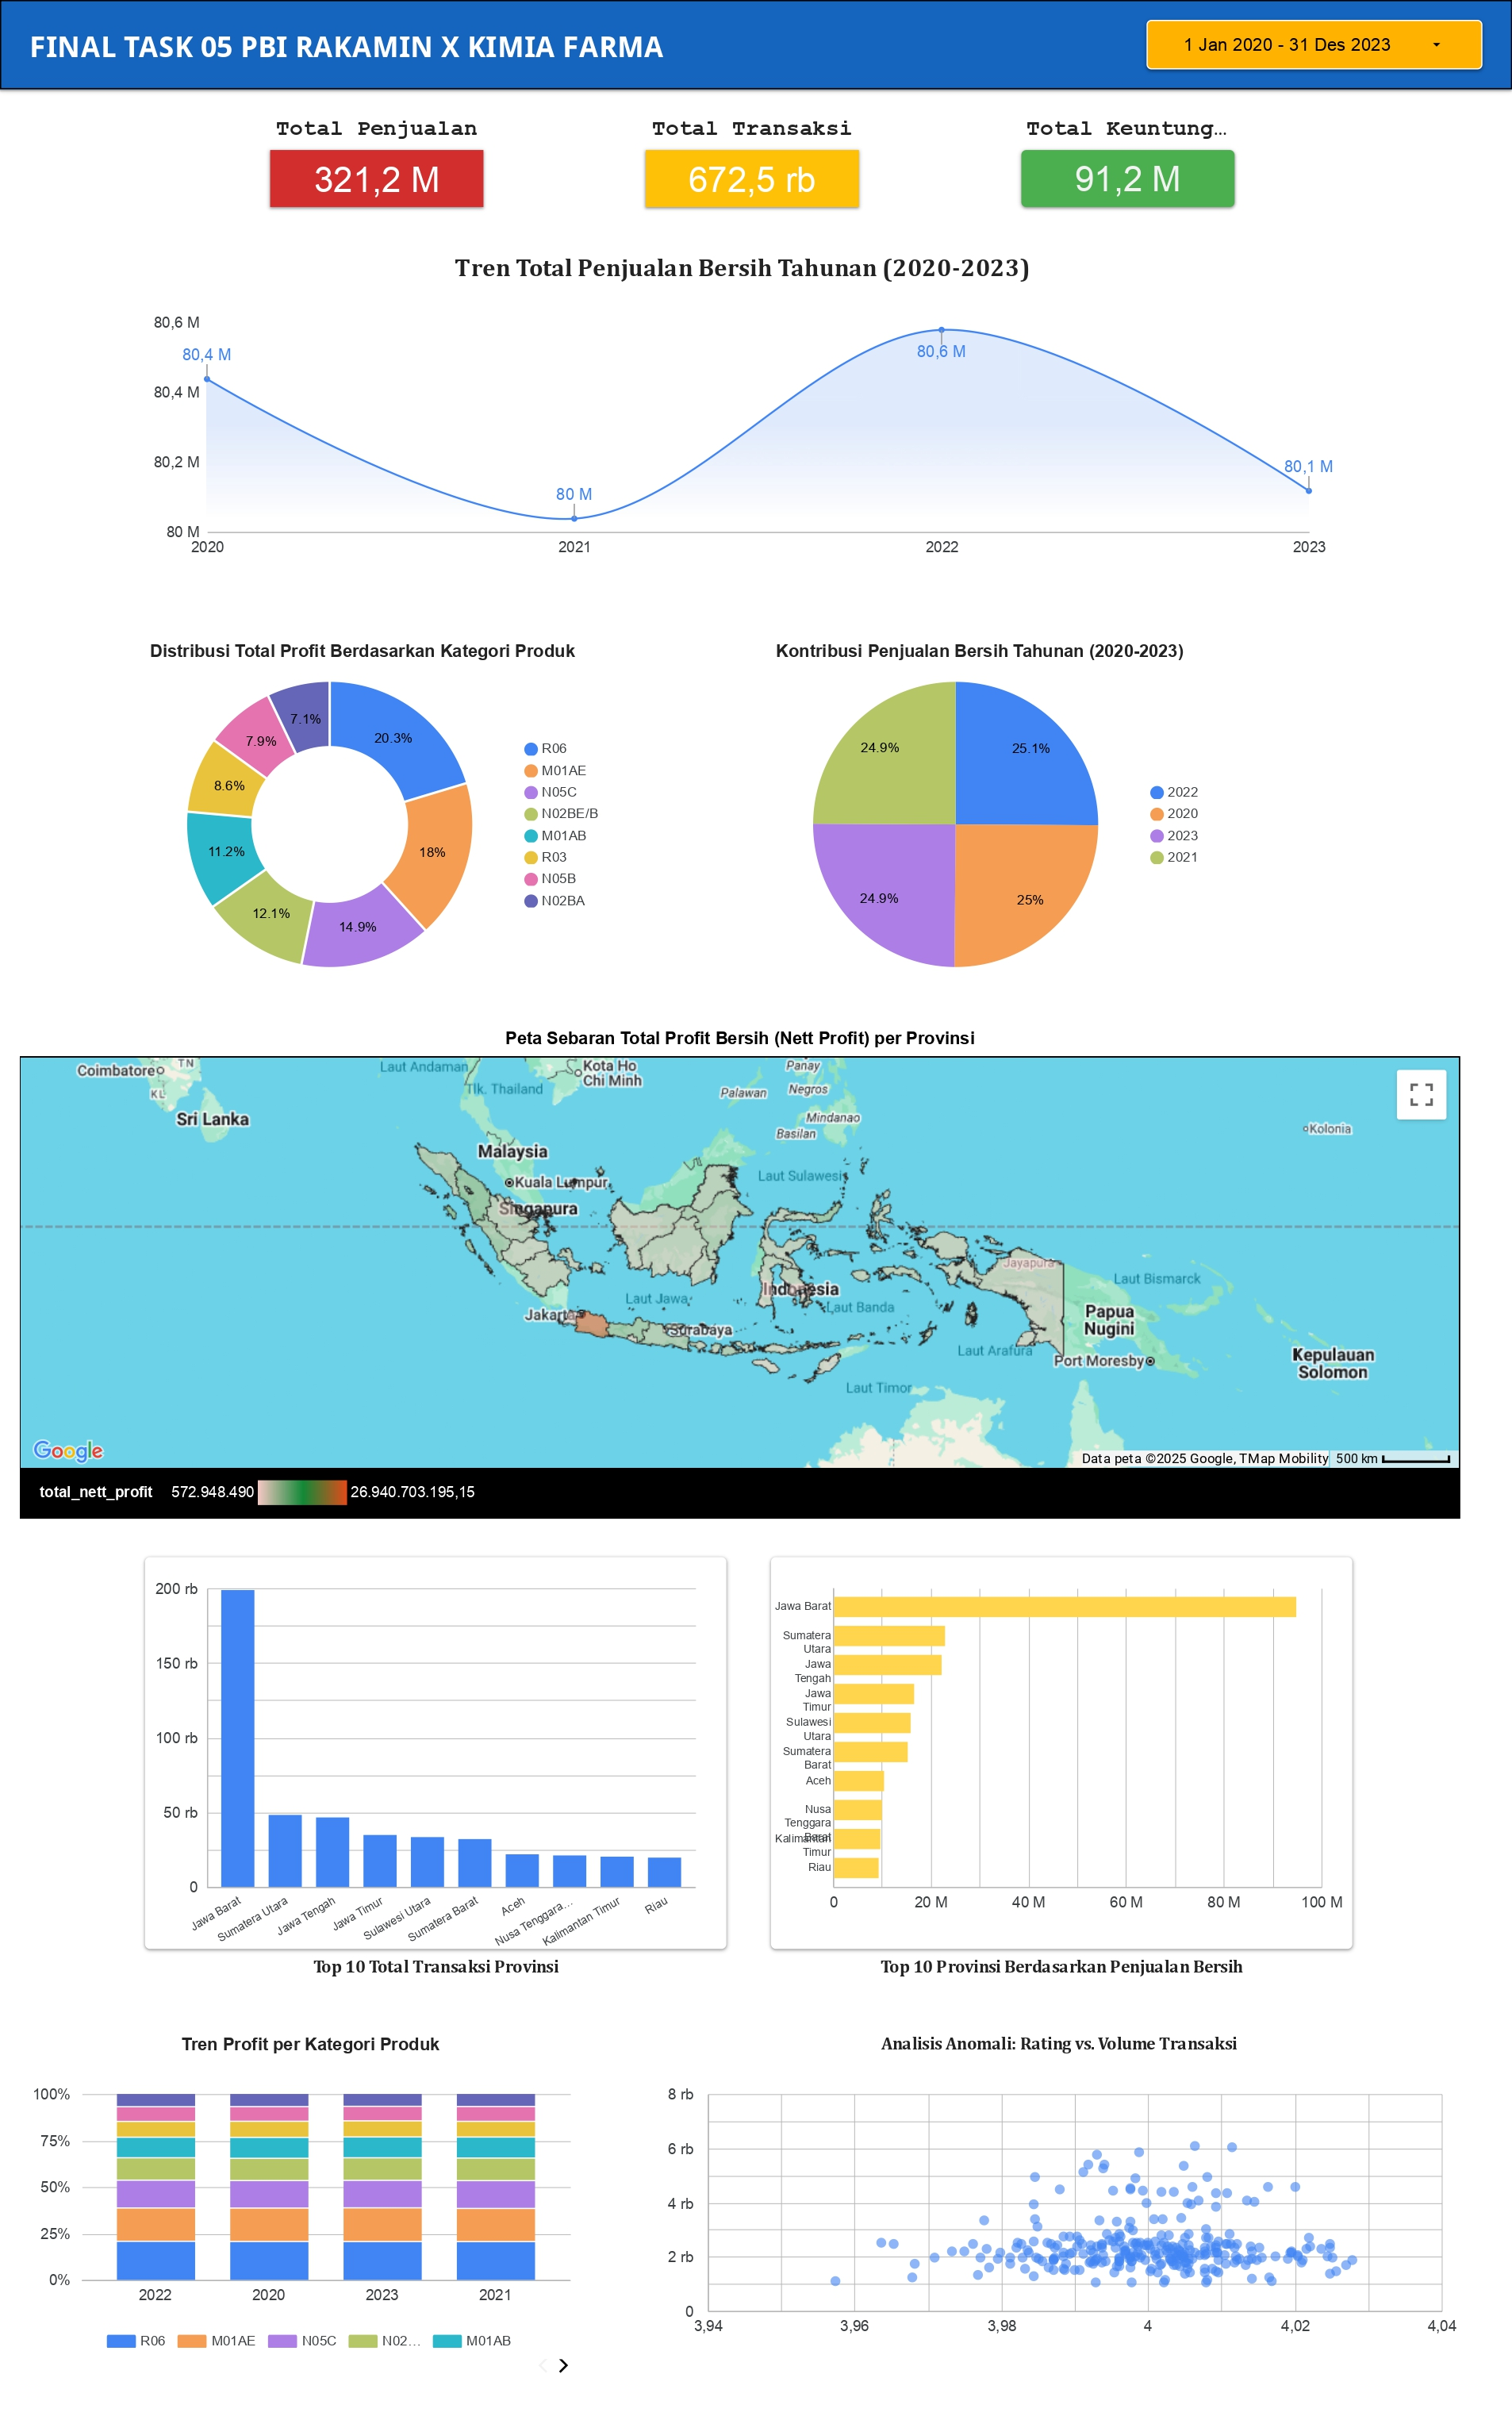 FINAL TASK 05 PBI RAKAMIN X KIMIA FARMA
1 Jan 2020 - 31 Des 2023
Total Penjualan
321,2 M
Total Transaksi
672,5 rb
Total Keuntung...
91,2 M
Tren Total Penjualan Bersih Tahunan (2020-2023)
80,6 M
80,4 M
80,2 M
80 M
80,4 M
80 M
80,6 M
80,1 M
2020
2021
2022
2023
Distribusi Total Profit Berdasarkan Kategori Produk
20.3%
18%
14.9%
12.1%
11.2%
8.6%
7.9%
7.1%
R06
M01AE
N05C
N02BE/B
M01AB
R03
N05B
N02BA
Kontribusi Penjualan Bersih Tahunan (2020-2023)
25.1%
25%
24.9%
24.9%
2022
2020
2023
2021
Peta Sebaran Total Profit Bersih (Nett Profit) per Provinsi
Coimbatore
TN
KL
Sri Lanka
Laut Andaman
Tlk. Thailand
Kota Ho
Chi Minh
Panay
Palawan
Negros
Mindanao
Basilan
Kolonia
Malaysia
Kuala Lumpur
Singapura
Laut Sulawesi
Jayapura
Laut Bismarck
Indonesia
Laut Jawa
Laut Banda
Jakarta
Surabaya
Papua
Nugini
Laut Arafura
Port Moresby
Kepulauan
Solomon
Laut Timor
Google
Data peta ©2025 Google, TMap Mobility
500 km
total_nett_profit
572.948.490
26.940.703.195,15
200 rb
150 rb
100 rb
50 rb
0
Jawa Barat
Sumatera Utara
Jawa Tengah
Jawa Timur
Sulawesi Utara
Sumatera Barat
Aceh
Nusa Tenggara...
Kalimantan Timur
Riau
Top 10 Total Transaksi Provinsi
Jawa Barat
Sumatera
Utara
Jawa
Tengah
Jawa
Timur
Sulawesi
Utara
Sumatera
Barat
Aceh
Nusa
Tenggara
Barat
Kalimantan
Timur
Riau
0
20 M
40 M
60 M
80 M
100 M
Top 10 Provinsi Berdasarkan Penjualan Bersih
Tren Profit per Kategori Produk
100%
75%
50%
25%
0%
2022
2020
2023
2021
R06
M01AE
N05C
N02...
M01AB
Analisis Anomali: Rating vs. Volume Transaksi
8 rb
6 rb
4 rb
2 rb
0
3,94
3,96
3,98
4
4,02
4,04